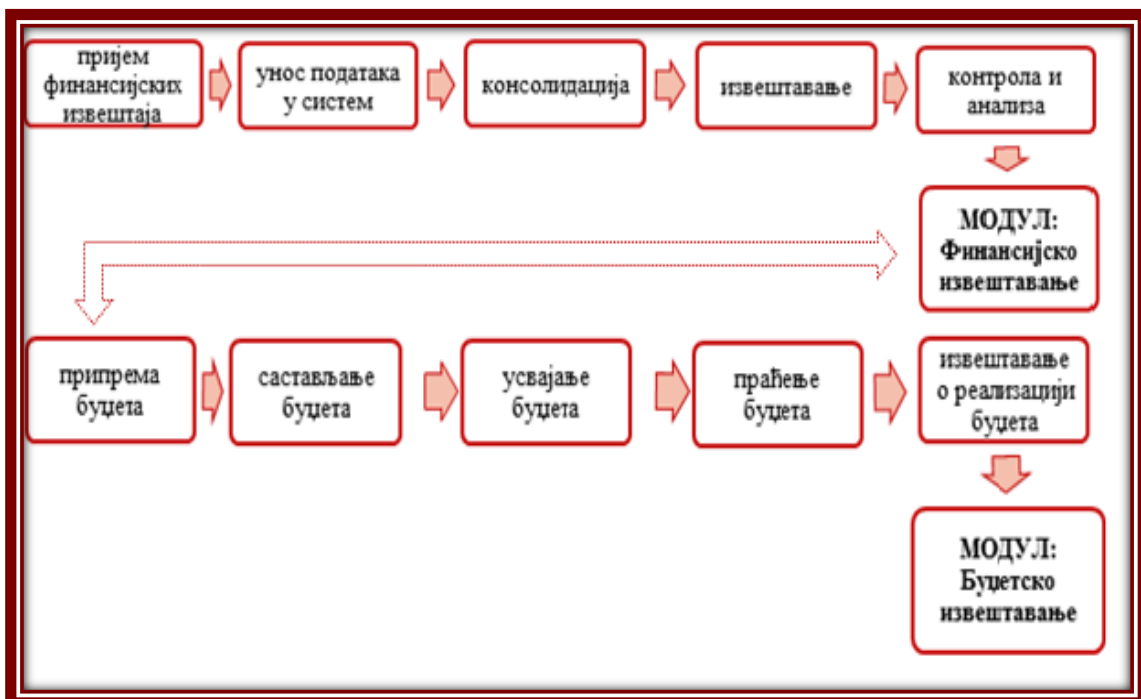 пријем
финансијских
извештаја
унос података
у систем
консолидација
извештавање
контрола и
анализа
МОДУЛ:
Финансијско
извештавање
припрема
буџета
састављање
буџета
усвајање
буџета
праћење
буџета
извештавање
о реализацији
буџета
МОДУЛ:
Буџетско
извештавање